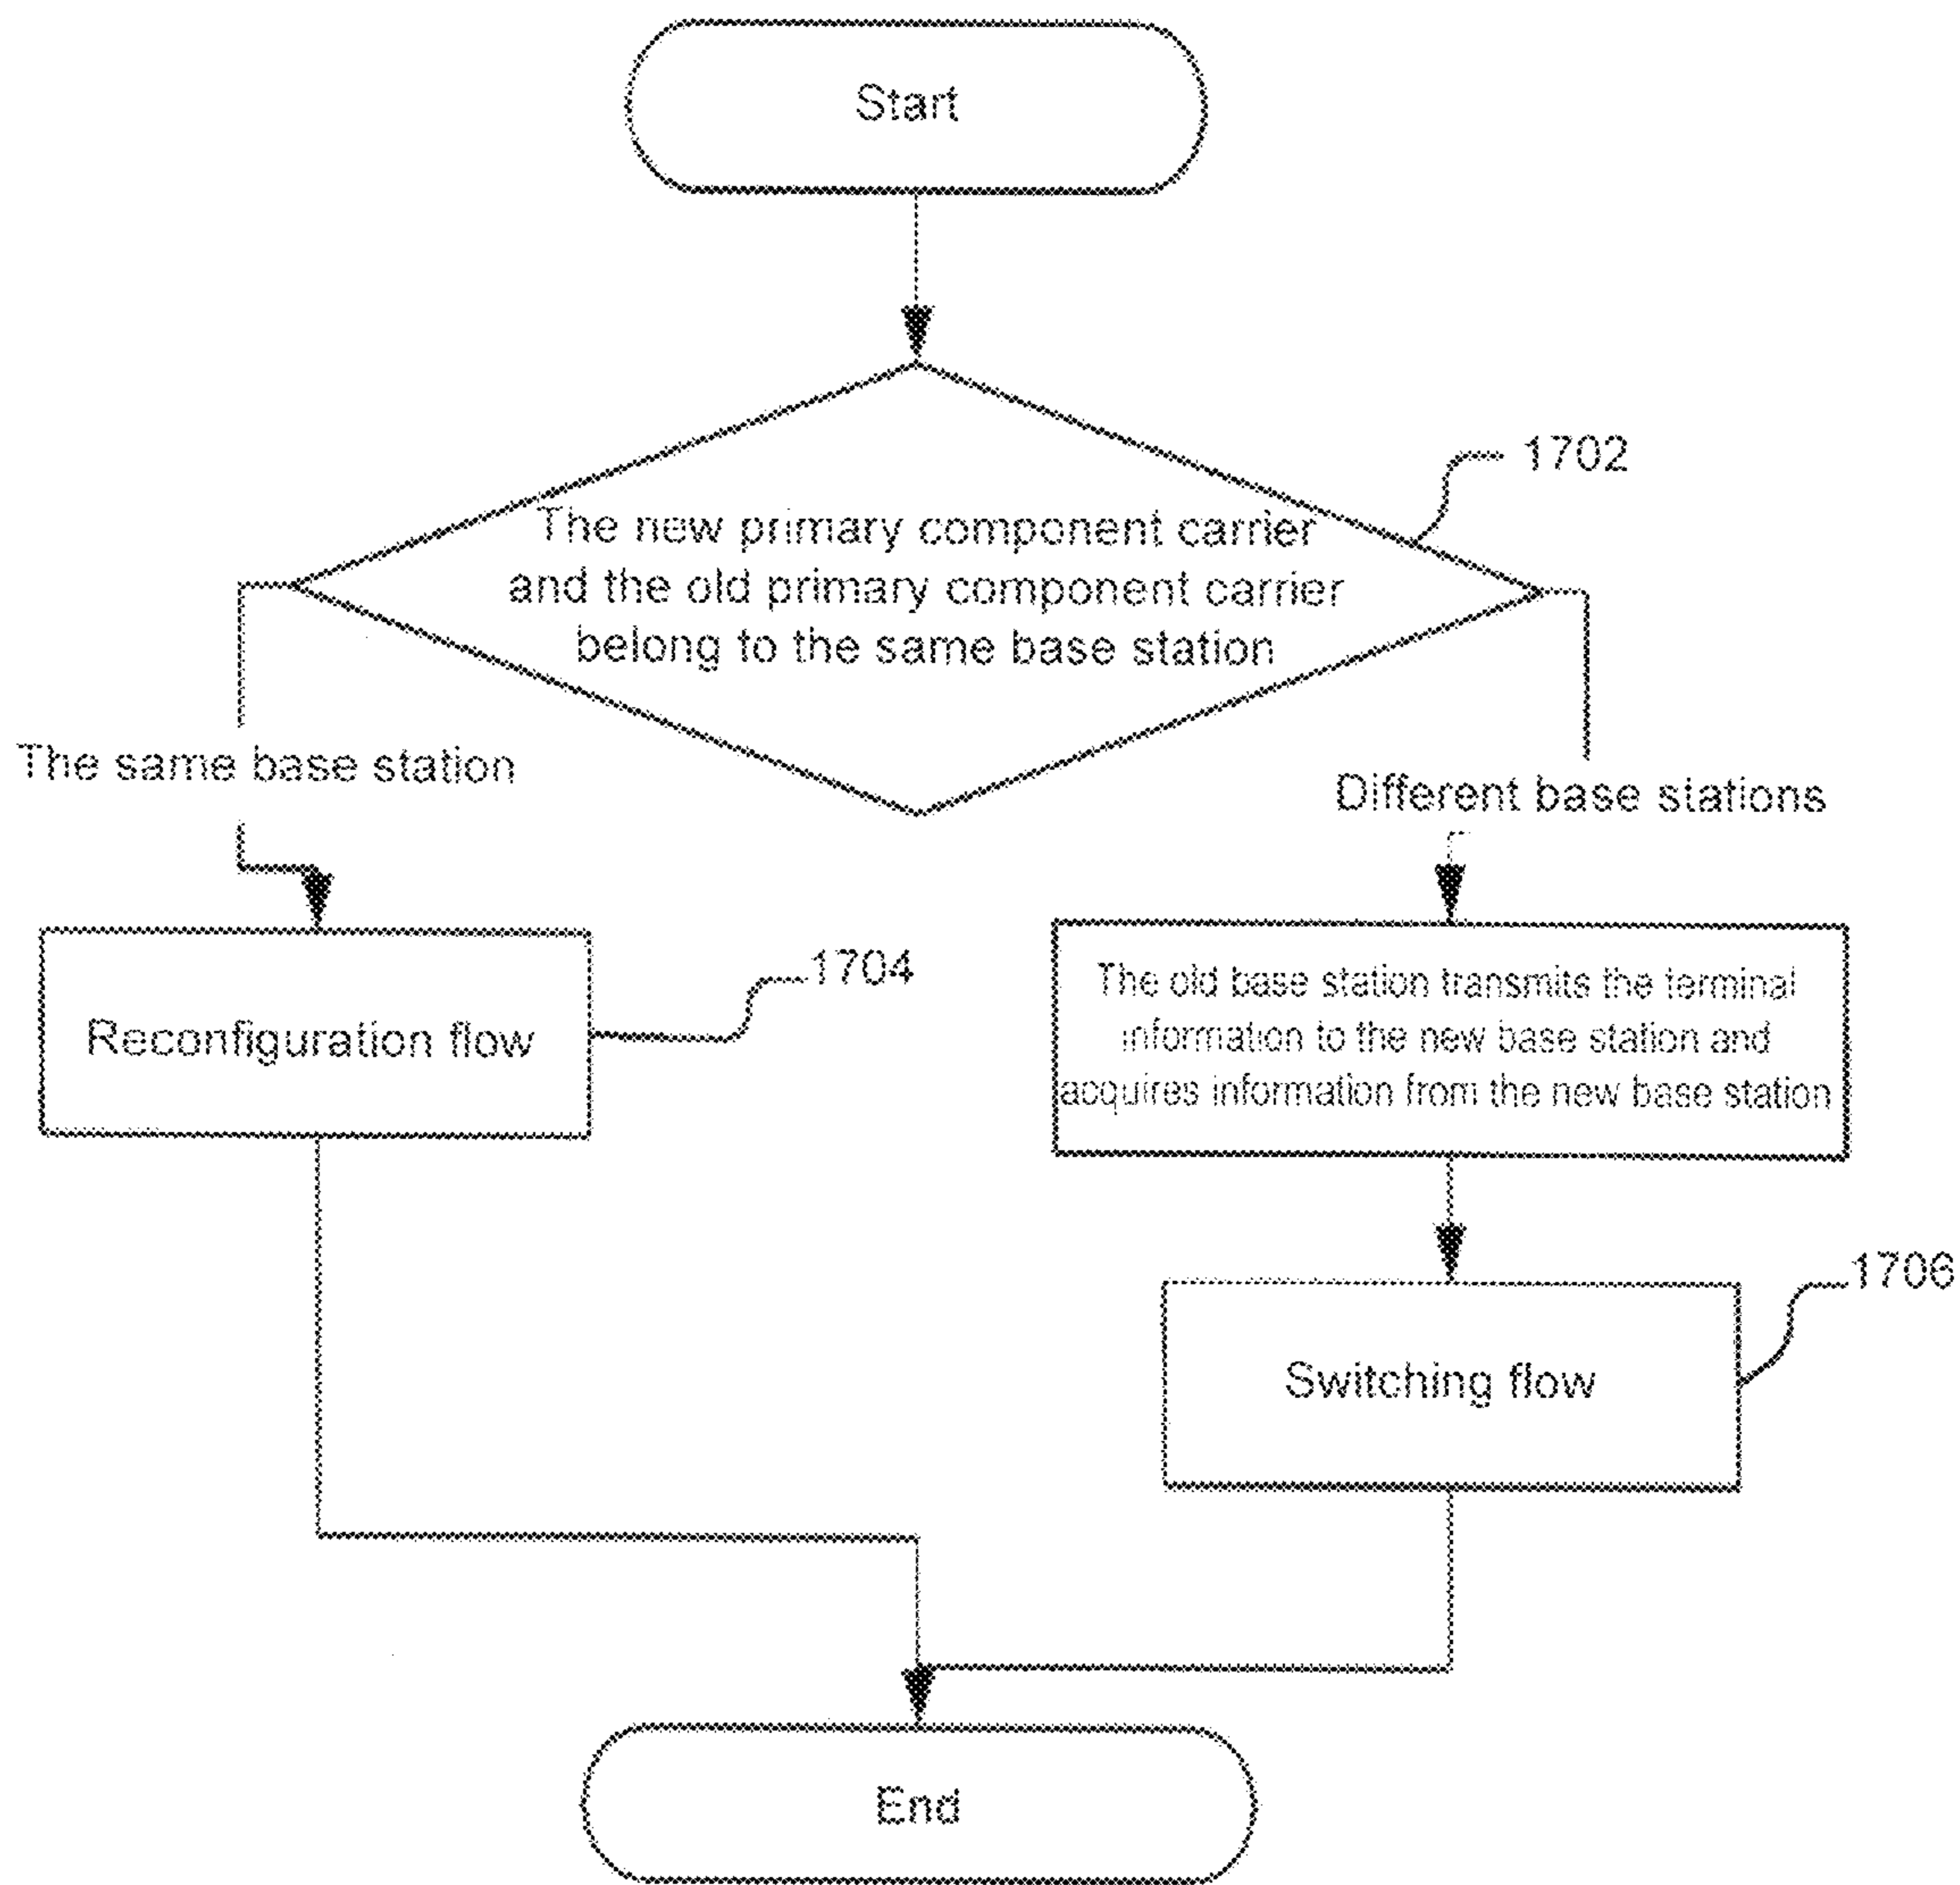 Start
1702
The new primary component carrier
and the old primary component carrier
belong to the same base station
The same base station
Different base stations
1704
Reconfiguration flow
The old base station transmits the terminal
information to the new base station and
acquires information from the new base station
1706
Switching flow
End